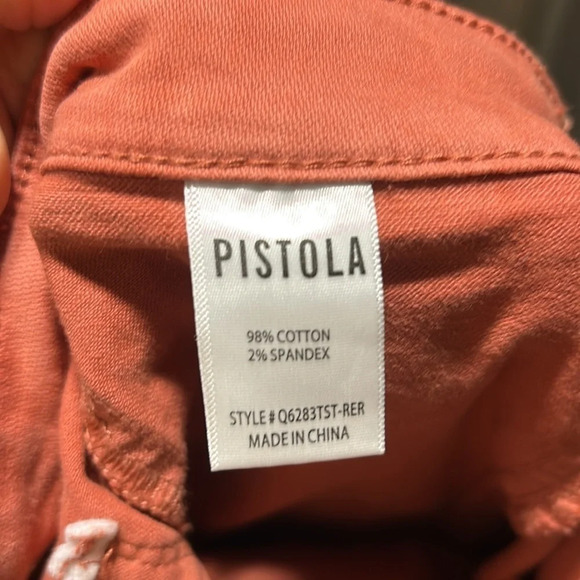 PISTOLA
98% COTTON
2% SPANDEX
STYLE # Q6283TST-RER
MADE IN CHINA